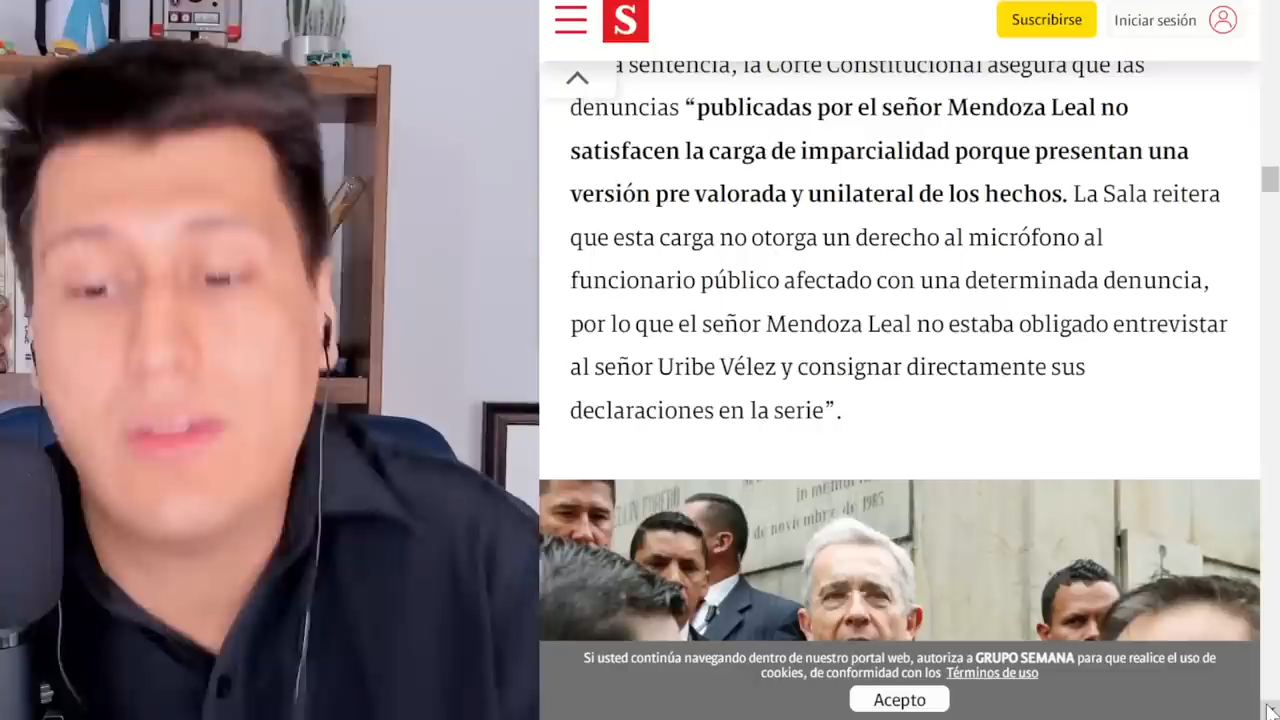 S
Suscribirse
Iniciar sesión
a sentencia, la Corte Constitucional asegura que las
denuncias “publicadas por el señor Mendoza Leal no
satisfacen la carga de imparcialidad porque presentan una
versión pre valorada y unilateral de los hechos. La Sala reitera
que esta carga no otorga un derecho al micrófono al
funcionario público afectado con una determinada denuncia,
por lo que el señor Mendoza Leal no estaba obligado entrevistar
al señor Uribe Vélez y consignar directamente sus
declaraciones en la serie”.
in memor
de noviembre de 1985
Si usted continúa navegando dentro de nuestro portal web, autoriza a GRUPO SEMANA para que realice el uso de
cookies, de conformidad con los Términos de uso
Acepto